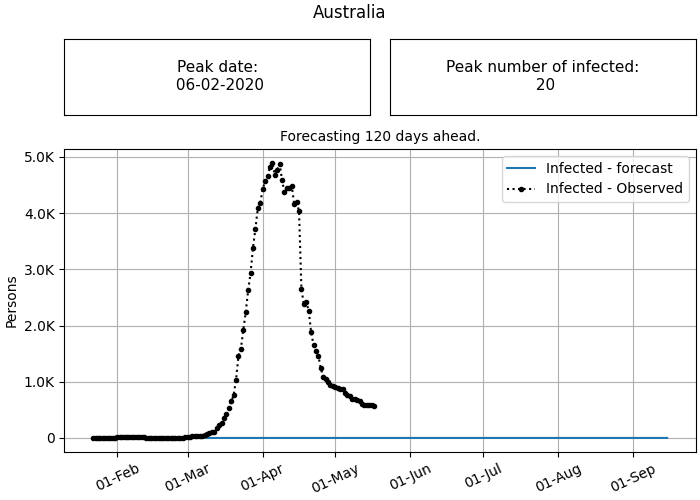 Australia
Peak date:
06-02-2020
Peak number of infected:
20
Forecasting 120 days ahead.
5.0K
4.0K
3.0K
2.0K
1.0K
0
Persons
Infected - forecast
Infected - Observed
01-Feb
01-Mar
01-Apr
01-May
01-Jun
01-Jul
01-Aug
01-Sep